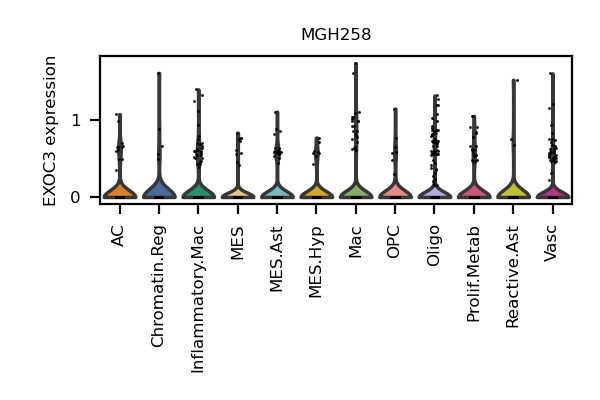 MGH258
EXOC3 expression
1
0
AC
Chromatin.Reg
Inflammatory.Mac
MES
MES.Ast
MES.Hyp
Mac
OPC
Oligo
Prolif.Metab
Reactive.Ast
Vasc